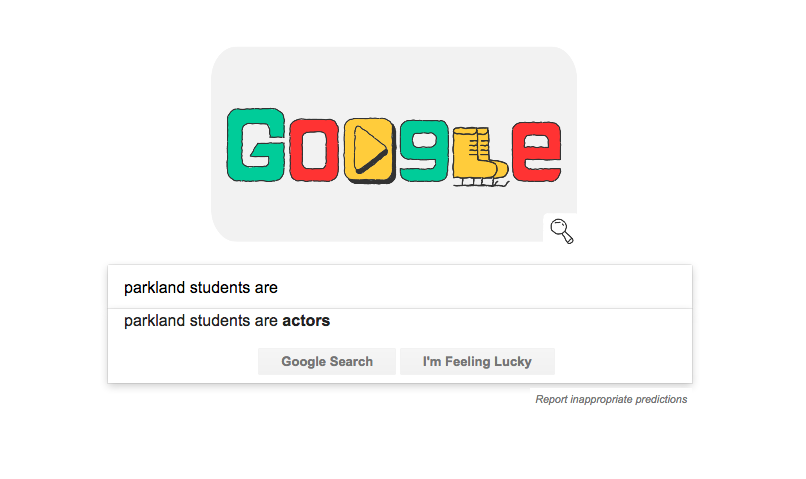 Google
parkland students are
parkland students are actors
Google Search I'm Feeling Lucky
Report inappropriate predictions